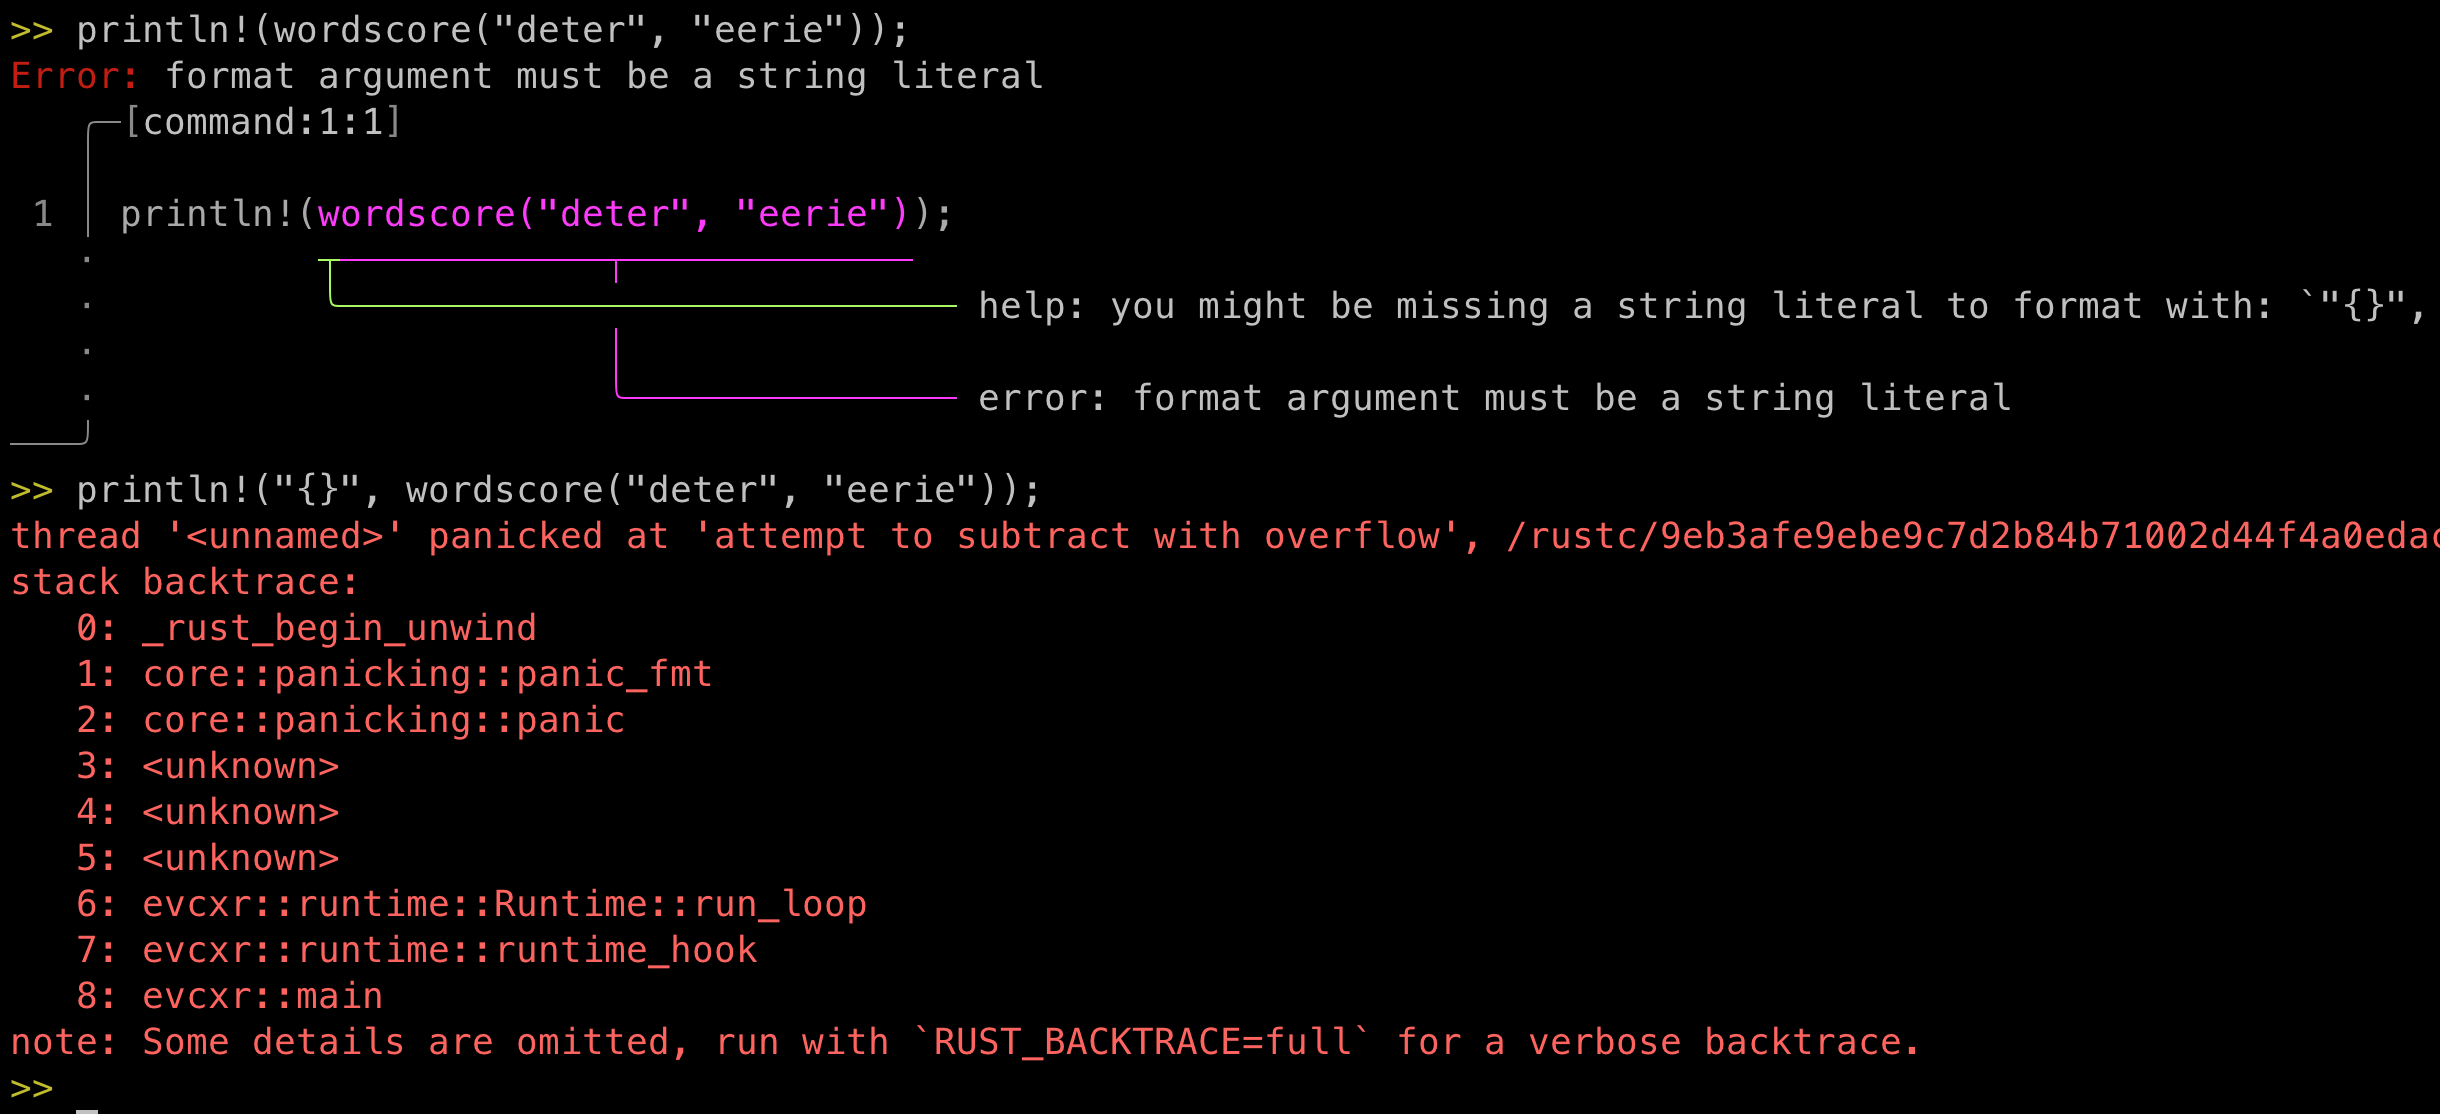 >> println!(wordscore("deter", "eerie"));
Error: format argument must be a string literal
[command:1:1]
1 println!(wordscore("deter", "eerie"));
help: you might be missing a string literal to format with: `"{}",
error: format argument must be a string literal
>> println!("{}", wordscore("deter", "eerie"));
thread '<unnamed>' panicked at 'attempt to subtract with overflow', /rustc/9eb3afe9ebe9c7d2b84b71002d44f4a0edac
stack backtrace:
0: _rust_begin_unwind
1: core::panicking::panic_fmt
2: core::panicking::panic
3: <unknown>
4: <unknown>
5: <unknown>
6: evcxr::runtime::Runtime::run_loop
7: evcxr::runtime::runtime_hook
8: evcxr::main
note: Some details are omitted, run with `RUST_BACKTRACE=full` for a verbose backtrace.
>>